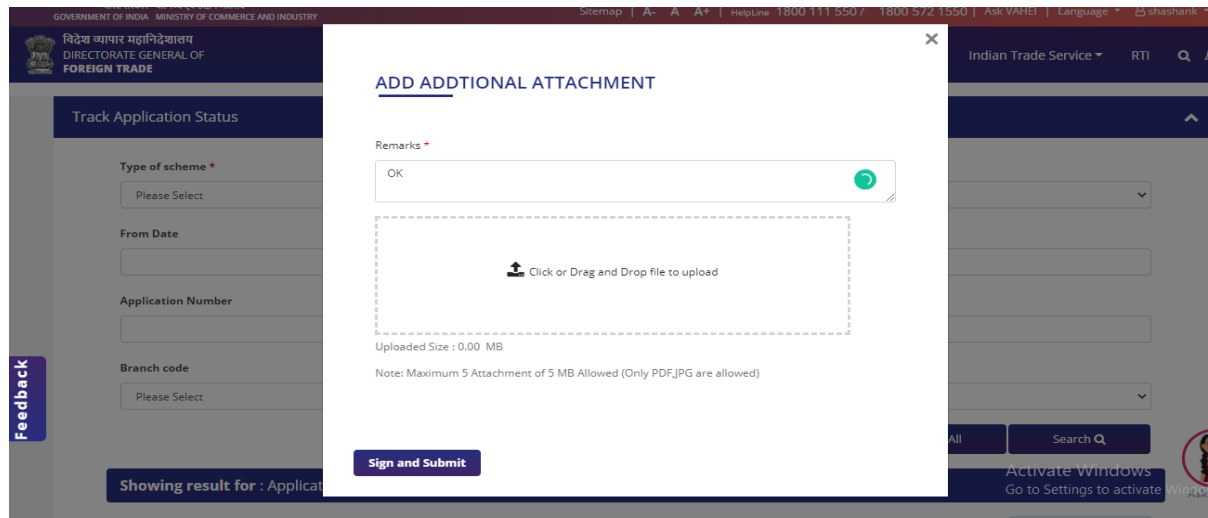 GOVERNMENT OF INDIA MINISTRY OF COMMERCE AND INDUSTRY
Sitemap | A- A A+ | HelpLine 1800 111 550 / 1800 572 1550 | Ask VAHEI | Language shashank
विदेश व्यापार महानिदेशालय
DIRECTORATE GENERAL OF
FOREIGN TRADE
Indian Trade Service RTI
×
ADD ADDTIONAL ATTACHMENT
Track Application Status
Remarks *
OK
Type of scheme *
Please Select
From Date
Click or Drag and Drop file to upload
Application Number
Uploaded Size : 0.00 MB
Branch code
Note: Maximum 5 Attachment of 5 MB Allowed (Only PDF,JPG are allowed)
Please Select
Feedback
All
Search
Sign and Submit
Showing result for : Applicat
Activate Windows
Go to Settings to activate Windo